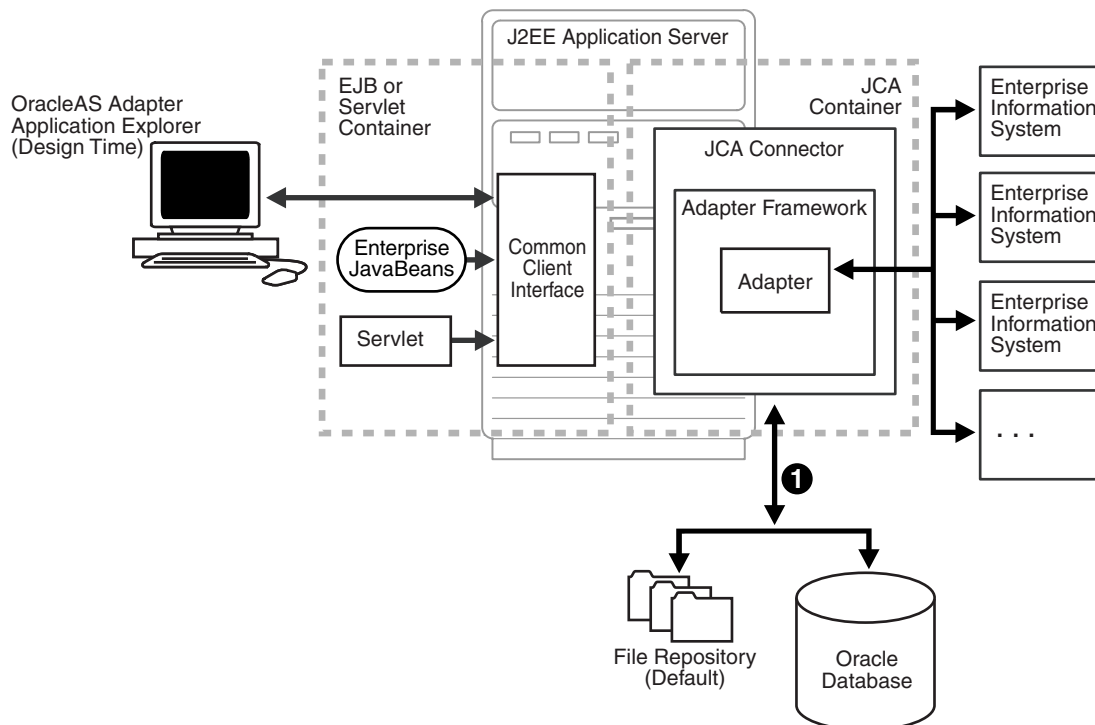 J2EE Application Server
EJB or
Servlet
Container
JCA
Container
OracleAS Adapter
Application Explorer
(Design Time)
JCA Connector
Adapter Framework
Adapter
Enterprise
JavaBeans
Common
Client
Interface
Servlet
Enterprise
Information
System
Enterprise
Information
System
Enterprise
Information
System
. . .
1
File Repository
(Default)
Oracle
Database